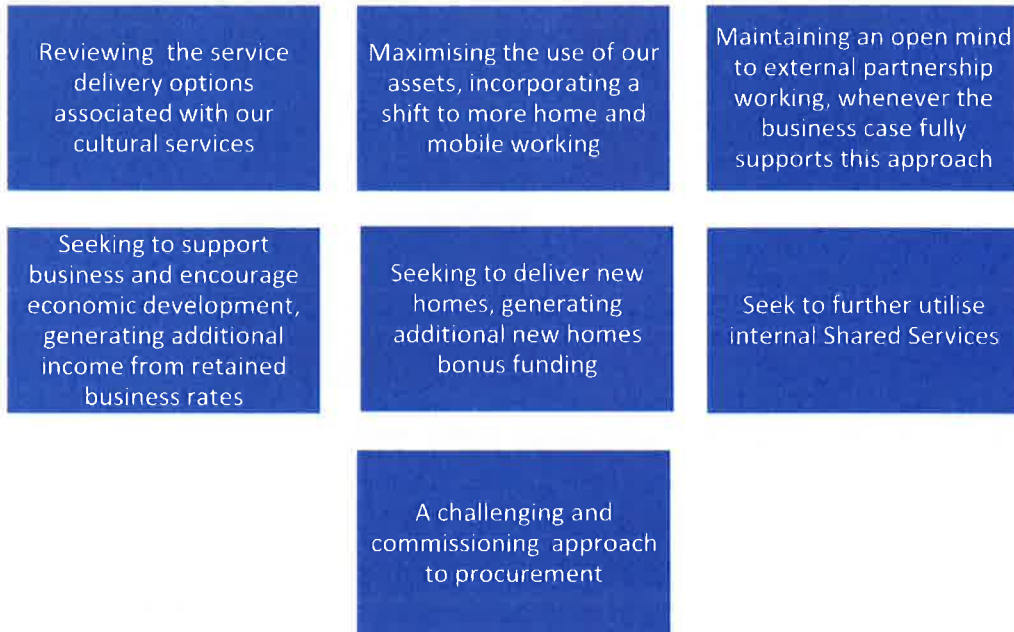 Reviewing the service
delivery options
associated with our
cultural services
Maximising the use of our
assets, incorporating a
shift to more home and
mobile working
Maintaining an open mind
to external partnership
working, whenever the
business case fully
supports this approach
Seeking to support
business and encourage
economic development,
generating additional
income from retained
business rates
Seeking to deliver new
homes, generating
additional new homes
bonus funding
Seek to further utilise
internal Shared Services
A challenging and
commissioning approach
to procurement